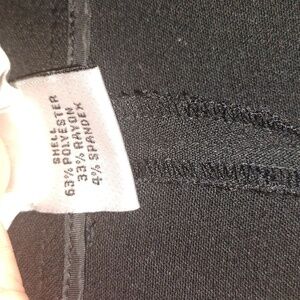 SHELL
63% POLYESTER
33% RAYON
4% SPANDEX